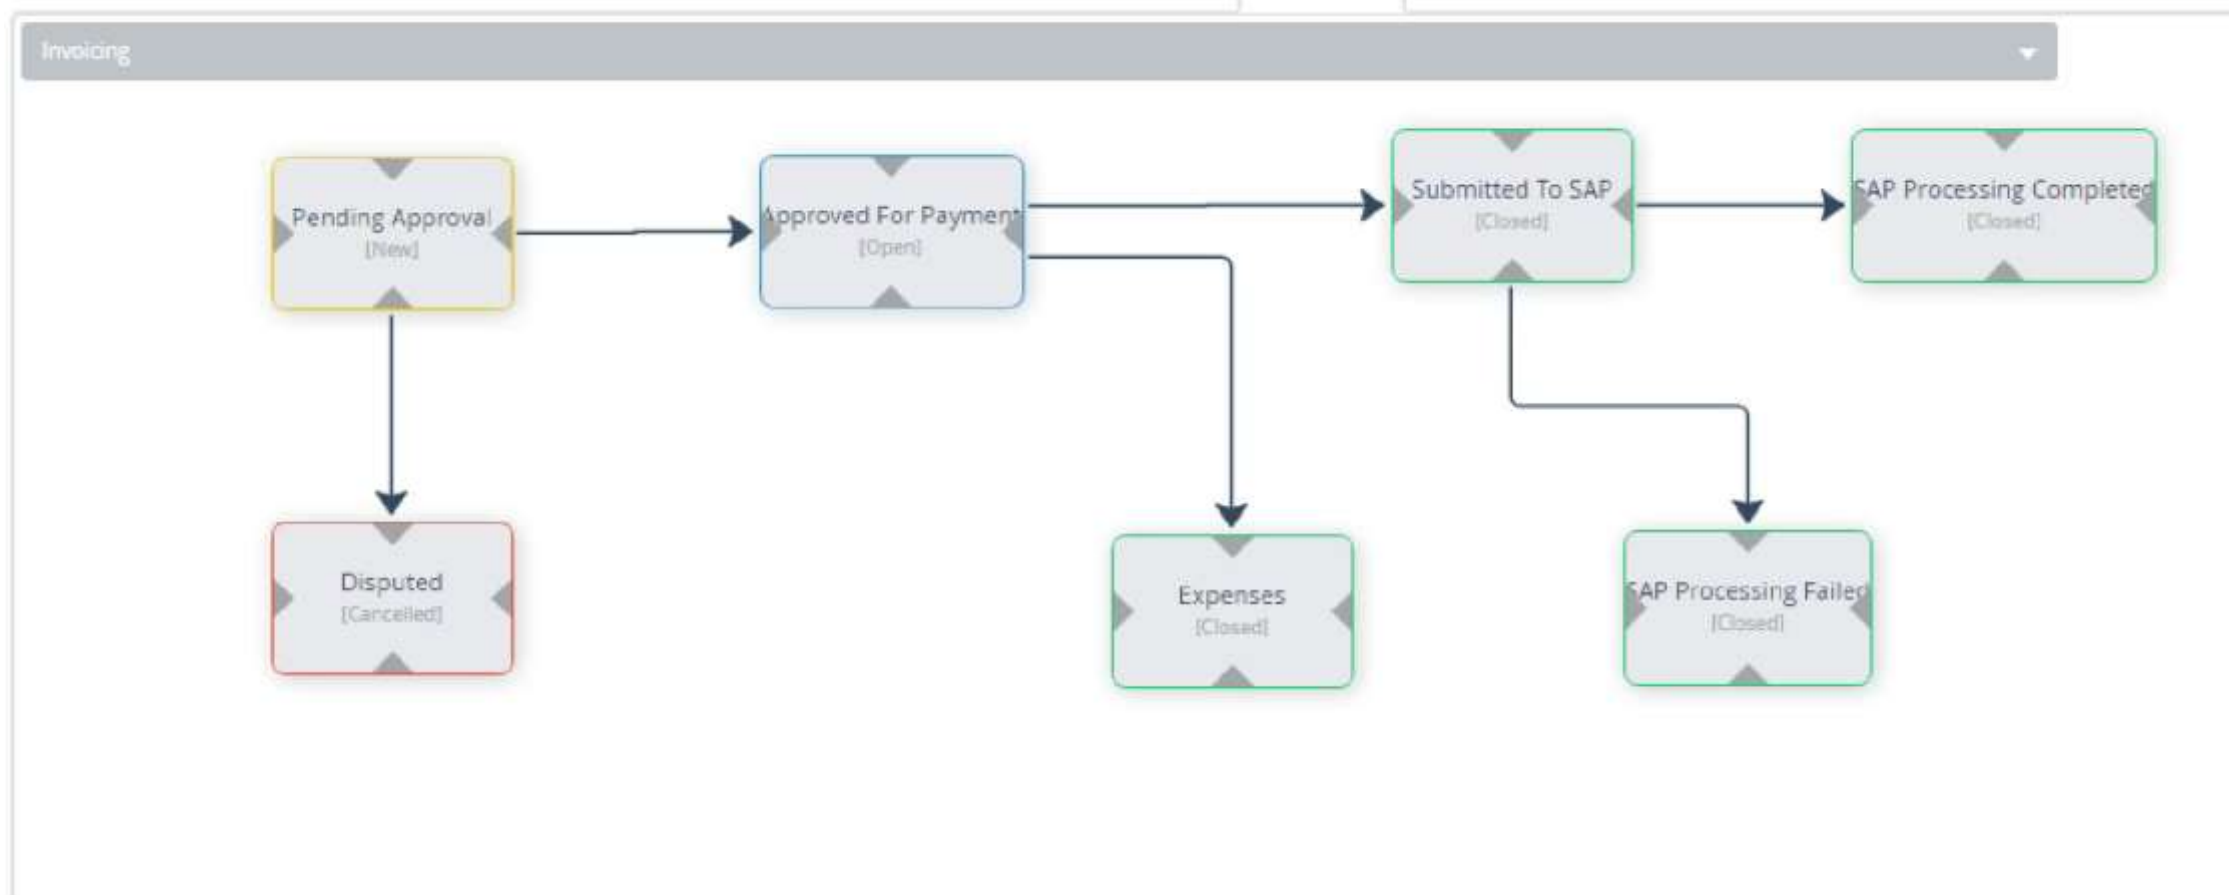 Invoicing
Pending Approval
[New]
Approved For Payment
[Open]
Submitted To SAP
[Closed]
SAP Processing Completed
[Closed]
Disputed
[Cancelled]
Expenses
[Closed]
SAP Processing Failed
[Closed]